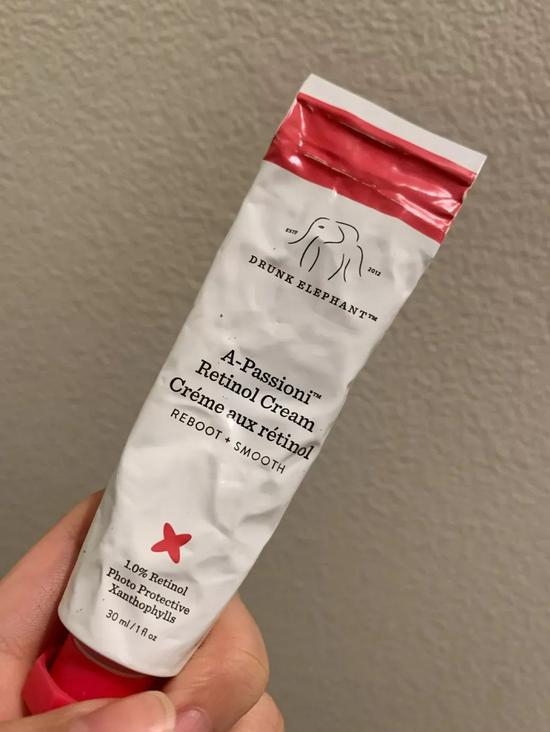 ESTD 2012
DRUNK ELEPHANT™
A-Passioni™
Retinol Cream
Créme aux rétinol
REBOOT + SMOOTH
1.0% Retinol
Photo Protective
Xanthophylls
30 ml / 1 fl oz